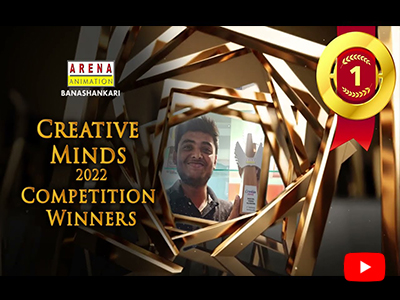 ARENA
ANIMATION
BANASHANKARI
CREATIVE
MINDS
2022
COMPETITION
WINNERS
1